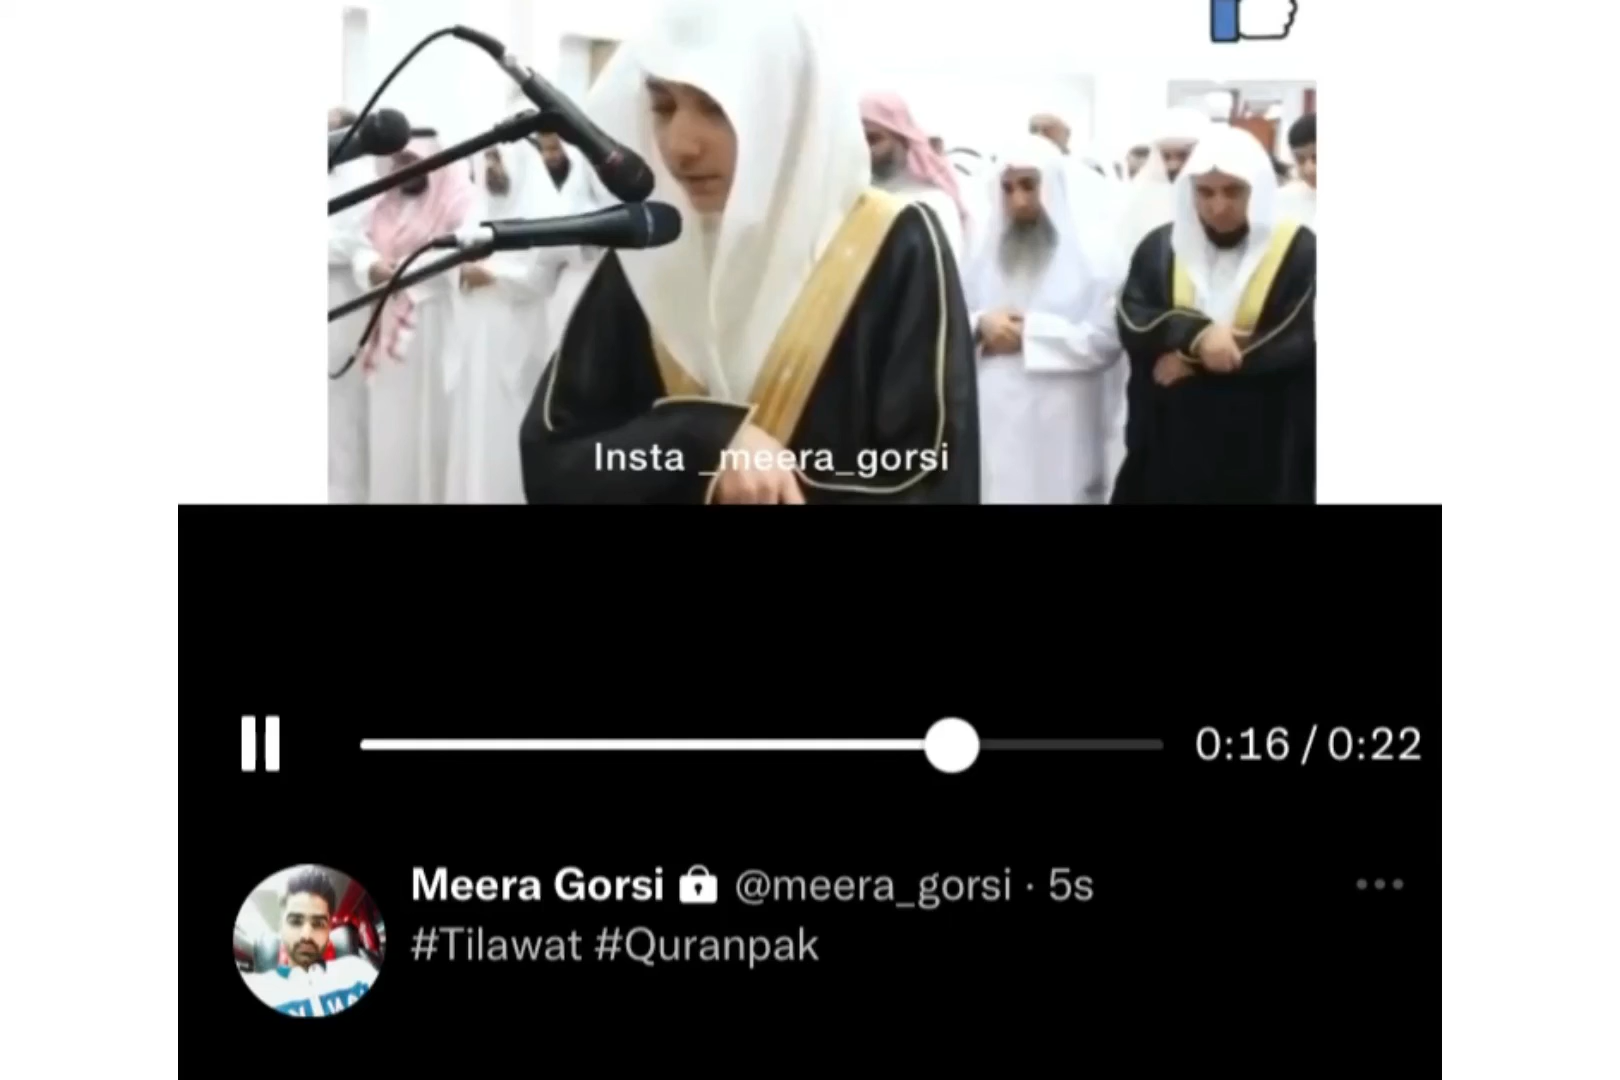 Insta _meera_gorsi
0:16 / 0:22
Meera Gorsi @meera_gorsi · 5s
#Tilawat #Quranpak